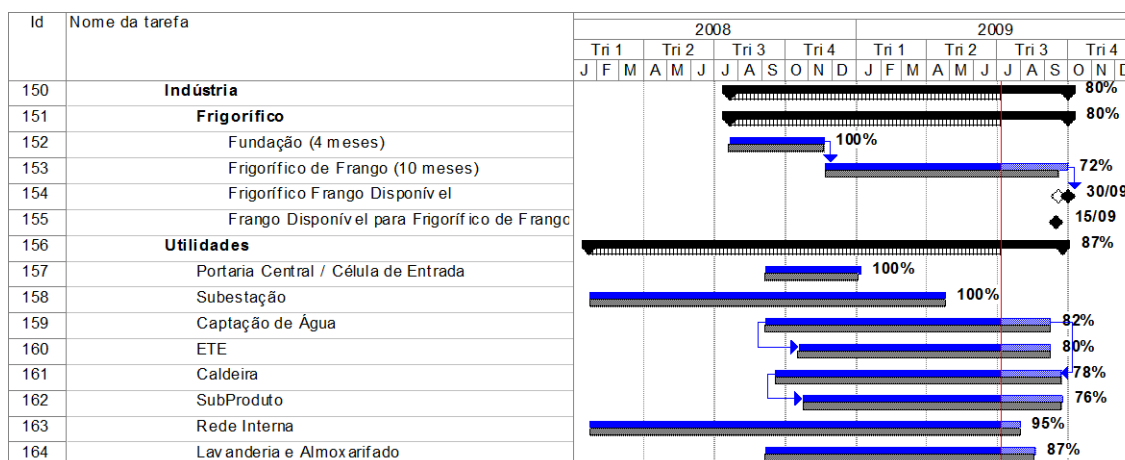 Id Nome da tarefa
2008 2009
Tri 1 Tri 2 Tri 3 Tri 4 Tri 1 Tri 2 Tri 3 Tri 4
J F M A M J J A S O N D J F M A M J J A S O N D
150 Indústria 80%
151 Frigorífico 80%
152 Fundação (4 meses) 100%
153 Frigorífico de Frango (10 meses) 72%
154 Frigorífico Frango Disponível 30/09
155 Frango Disponível para Frigorífico de Frango 15/09
156 Utilidades 87%
157 Portaria Central / Célula de Entrada 100%
158 Subestação 100%
159 Captação de Água 82%
160 ETE 80%
161 Caldeira 78%
162 SubProduto 76%
163 Rede Interna 95%
164 Lavanderia e Almoxarifado 87%